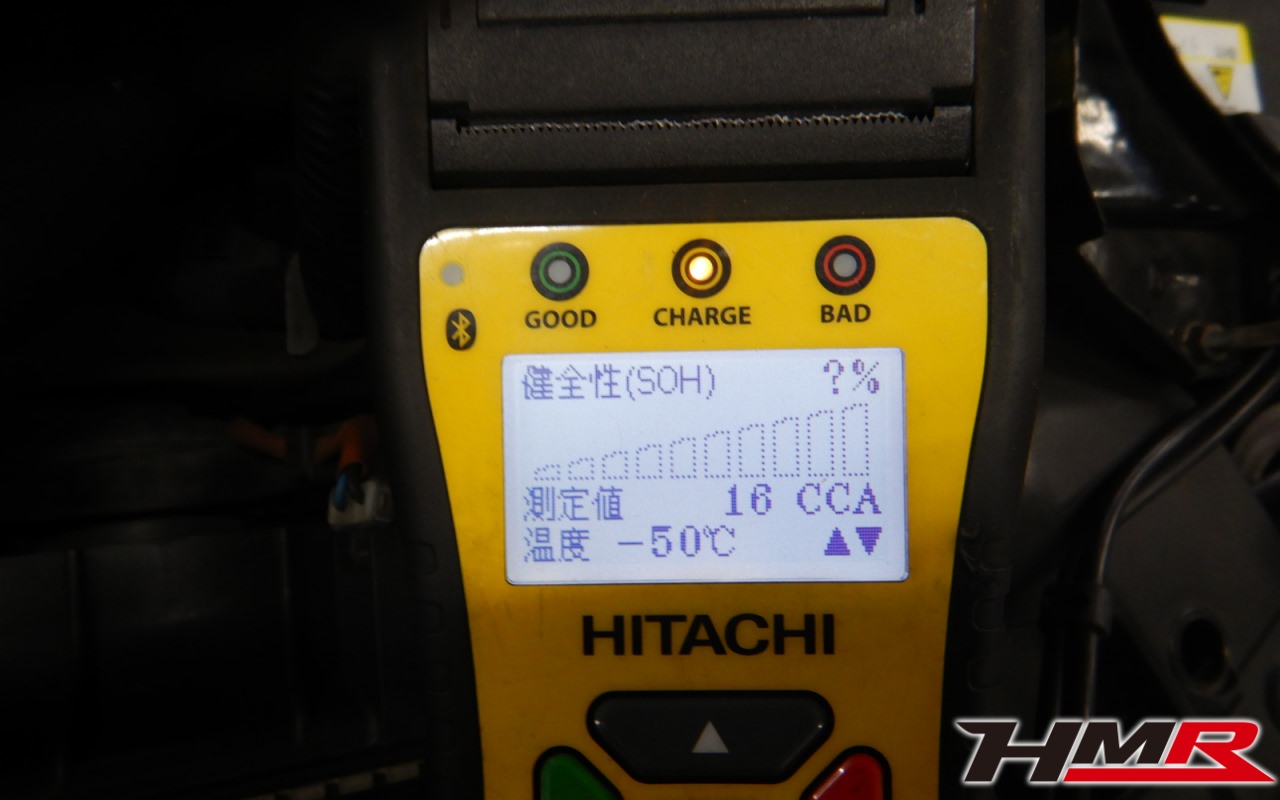 GOOD
CHARGE
BAD
健全性(SOH) ?%
測定値 16 CCA
温度 -50℃ ▲▼
HITACHI
HMR